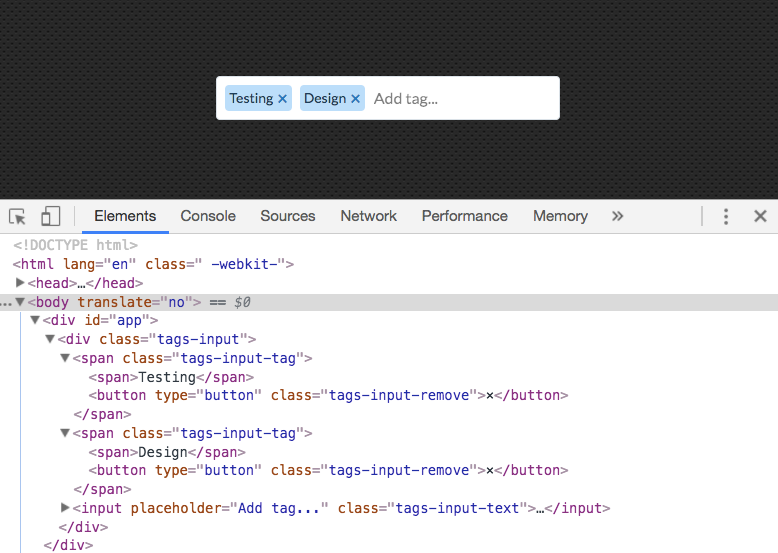 Testing × Design × Add tag...
Elements Console Sources Network Performance Memory »
<!DOCTYPE html>
<html lang="en" class=" -webkit-">
▶<head>…</head>
…▼<body translate="no"> == $0
▼<div id="app">
▼<div class="tags-input">
▼<span class="tags-input-tag">
<span>Testing</span>
<button type="button" class="tags-input-remove">×</button>
</span>
▼<span class="tags-input-tag">
<span>Design</span>
<button type="button" class="tags-input-remove">×</button>
</span>
▶<input placeholder="Add tag..." class="tags-input-text">…</input>
</div>
</div>